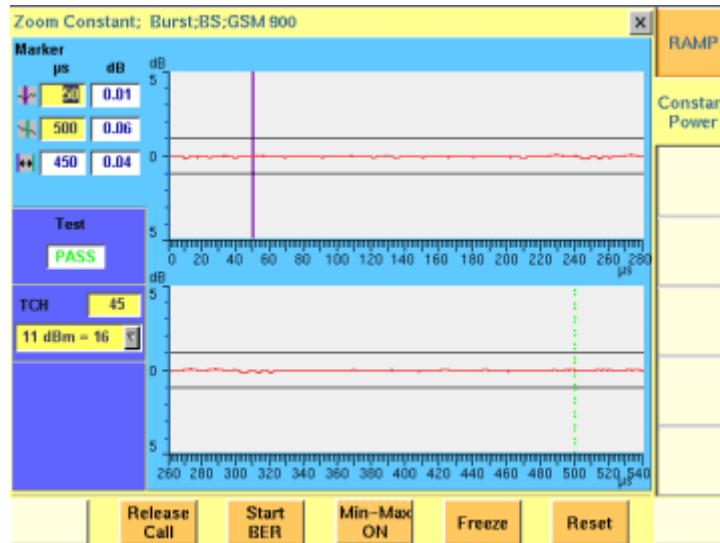 Zoom Constant; Burst;BS;GSM 900
RAMP
Constant
Power
Marker
µs dB
50 0.01
500 0.06
450 0.04
Test
PASS
TCH 45
11 dBm = 16
dB
5
0
5
0 20 40 60 80 100 120 140 160 180 200 220 240 260 280
µs
dB
5
0
5
260 280 300 320 340 360 380 400 420 440 460 480 500 520 540
µs
Release
Call
Start
BER
Min-Max
ON
Freeze
Reset